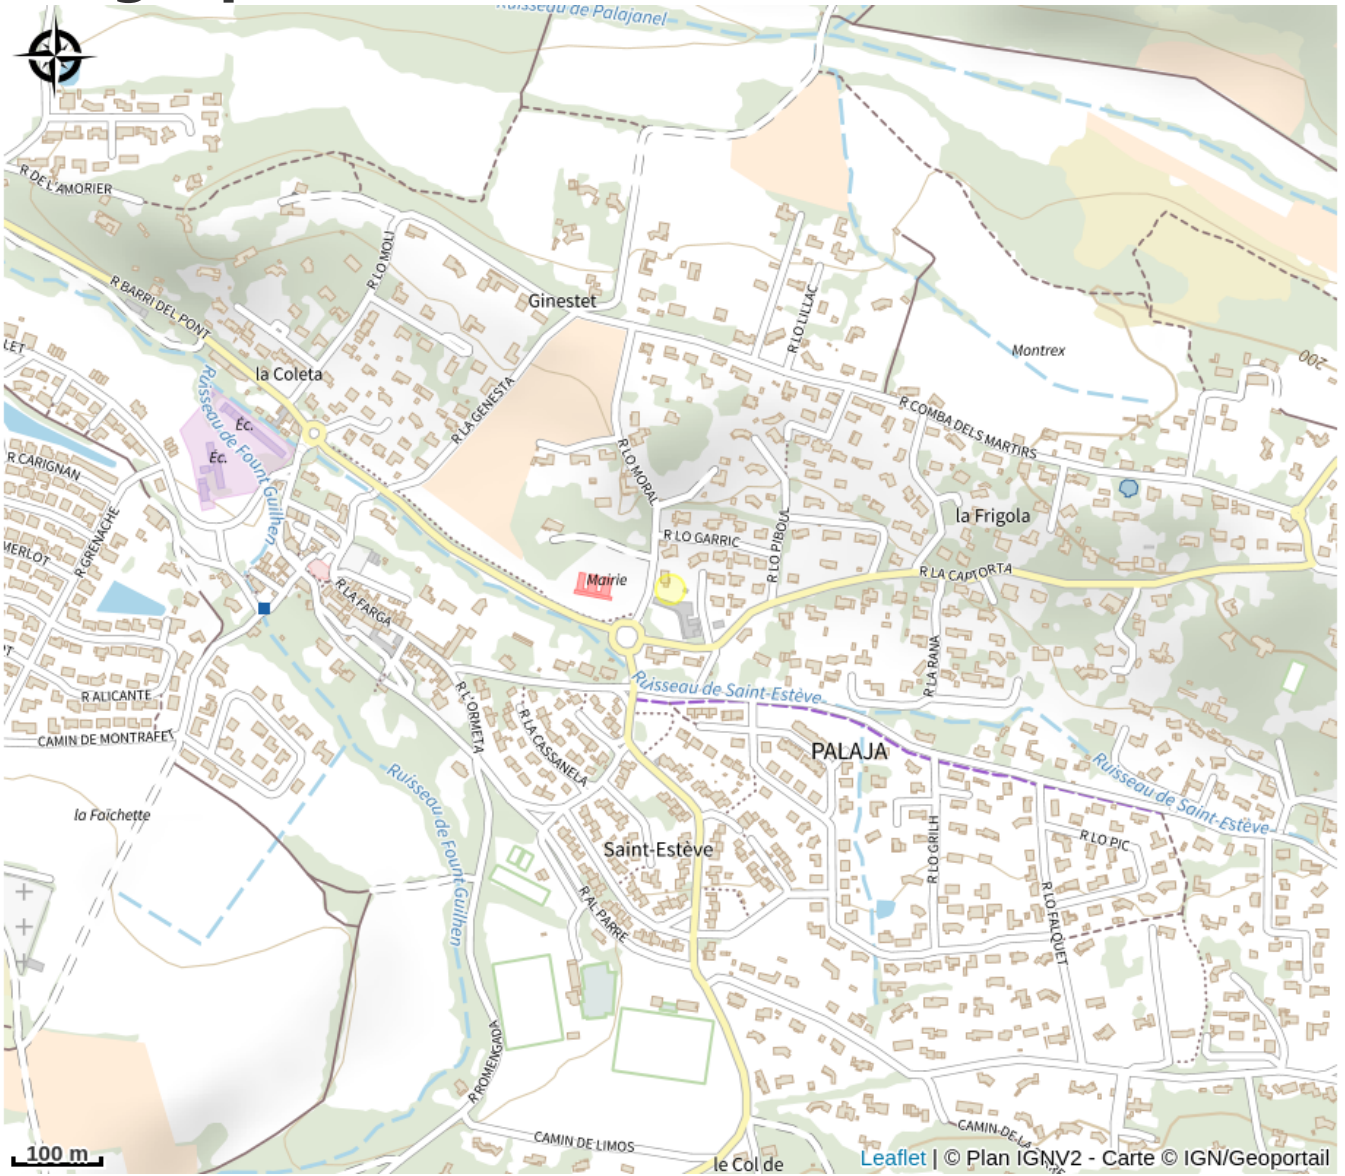 Ruisseau de Palajanel
R DE L'AMORIER
R LO MOLI
R BARRI DEL PONT
Ginestet
R LO LILLAC
Montrex
200
LET
la Coleta
R LA GENESTA
R COMBA DELS MARTIRS
Éc.
Éc.
Ruisseau de Fount Guilhen
R CARIGNAN
R LO MORAL
la Frigola
R GRENACHE
MERLOT
R LO GARRIC
R LO PIBOUL
Mairie
R LA CAPTORTA
R LA FARGA
R LA RANA
Ruisseau de Saint-Estève
R ALICANTE
CAMIN DE MONTRAFET
R L'ORMETA
R LA CASSANELA
PALAJA
Ruisseau de Saint-Estève
Ruisseau de Fount Guilhen
la Faïchette
Saint-Estève
R LO GRILH
R LO PIC
R AL PARRE
R LO FALQUET
R ROMENGADA
CAMIN DE LIMOS
le Col de
100 m
Leaflet | © Plan IGNV2 - Carte © IGN/Geoportail